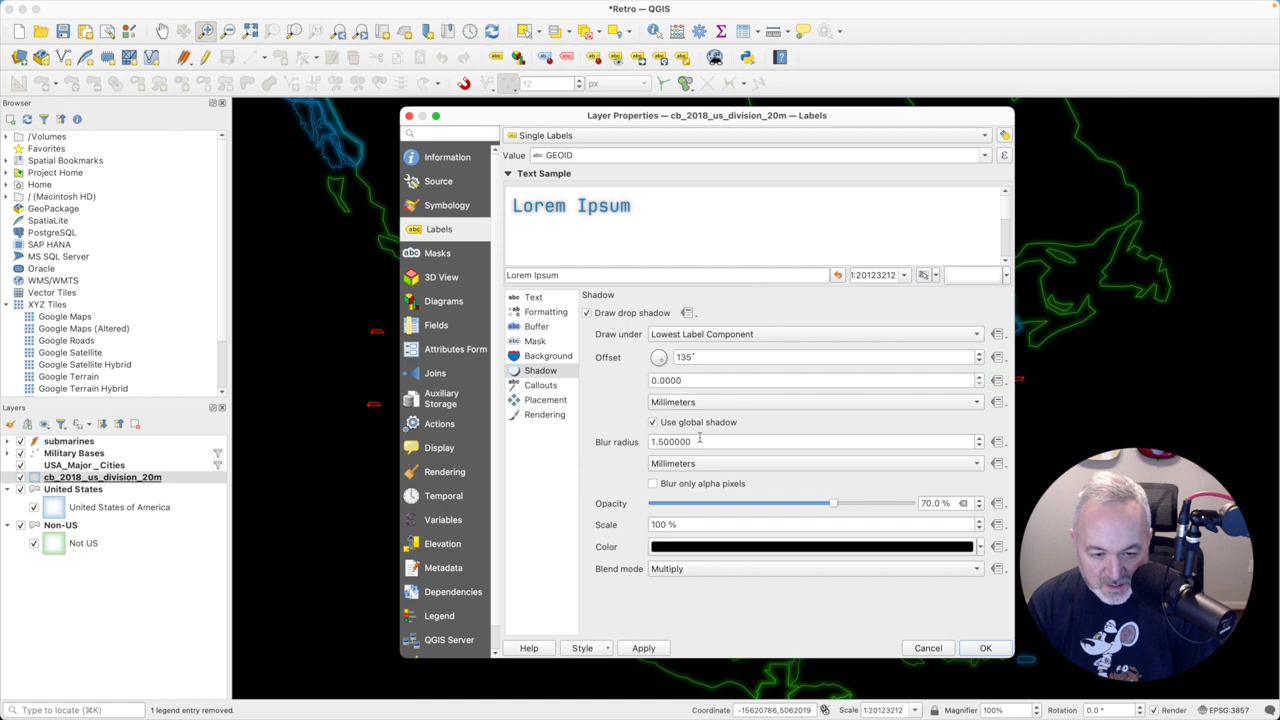 *Retro — QGIS
12
px
Browser
/Volumes
Favorites
Spatial Bookmarks
Project Home
Home
/ (Macintosh HD)
GeoPackage
SpatiaLite
PostgreSQL
SAP HANA
MS SQL Server
Oracle
WMS/WMTS
Vector Tiles
XYZ Tiles
Google Maps
Google Maps (Altered)
Google Roads
Google Satellite
Google Satellite Hybrid
Google Terrain
Google Terrain Hybrid
Layers
submarines
Military Bases
USA_Major_Cities
cb_2018_us_division_20m
United States
United States of America
Non-US
Not US
Layer Properties — cb_2018_us_division_20m — Labels
Information
Source
Symbology
Labels
Masks
3D View
Diagrams
Fields
Attributes Form
Joins
Auxiliary
Storage
Actions
Display
Rendering
Temporal
Variables
Elevation
Metadata
Dependencies
Legend
QGIS Server
Single Labels
Value abc GEOID
Text Sample
Lorem Ipsum
Lorem Ipsum
1:20123212
Text
Formatting
Buffer
Mask
Background
Shadow
Callouts
Placement
Rendering
Shadow
Draw drop shadow
Draw under Lowest Label Component
Offset 135°
0.0000
Millimeters
Use global shadow
Blur radius 1.500000
Millimeters
Blur only alpha pixels
Opacity 70.0 %
Scale 100 %
Color
Blend mode Multiply
Help Style Apply Cancel OK
Type to locate (⌘K) 1 legend entry removed. Coordinate -15620786,5062019 Scale 1:20123212 Magnifier 100% Rotation 0.0 ° Render EPSG:3857